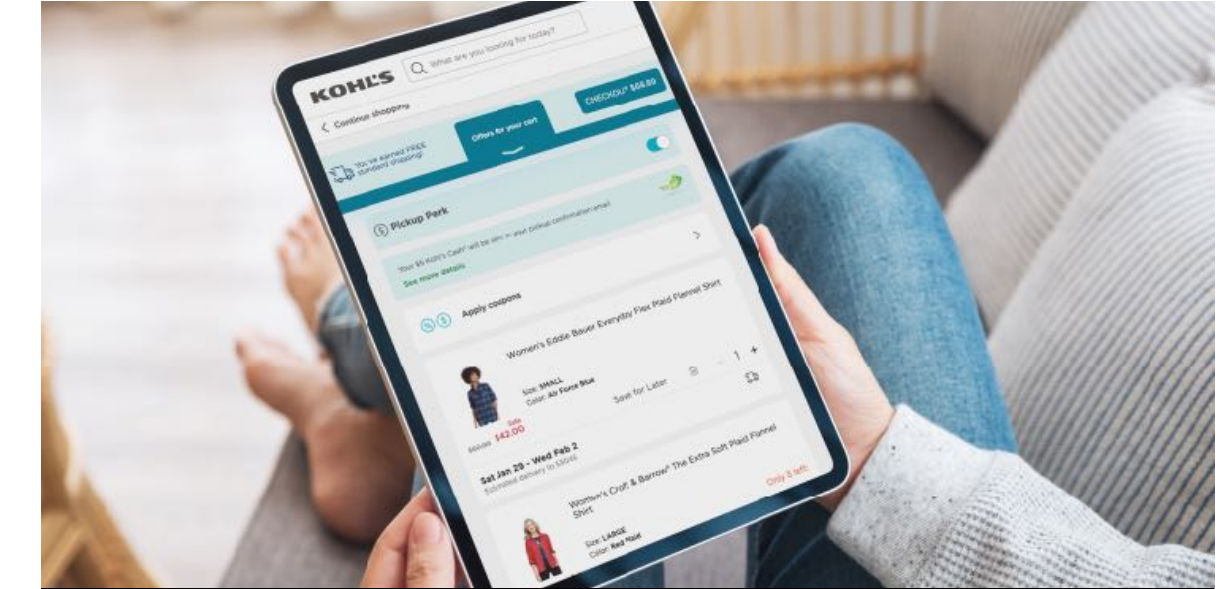 KOHL'S
What are you looking for today?
Continue shopping
You've earned FREE
standard shipping!
Offers for your cart
CHECKOUT
Pickup Perk
Your $5 Kohl's Cash® will be in your pickup confirmation email
See more details
Apply coupons
Women's Eddie Bauer Everyday Flex Plaid Flannel Shirt
Size: SMALL
Color: Air Force Blue
Save for Later
1
Sale
$42.00
Sat Jan 29 - Wed Feb 2
Estimated delivery to
Women's Croft & Barrow® The Extra Soft Plaid Flannel
Shirt
Size: LARGE
Color: Red Plaid
Only 3 left